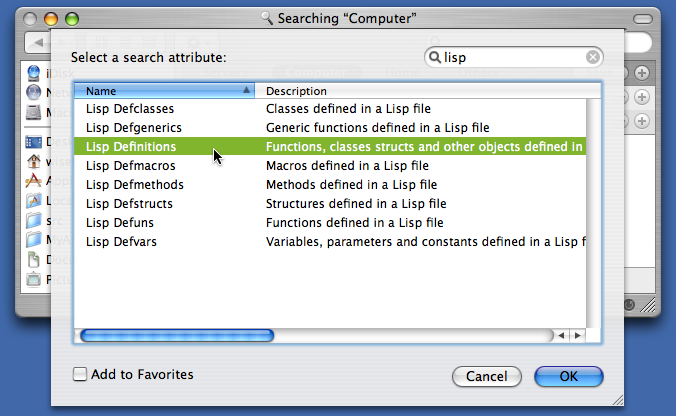 Searching “Computer”
Select a search attribute:
lisp
Name Description
Lisp Defclasses Classes defined in a Lisp file
Lisp Defgenerics Generic functions defined in a Lisp file
Lisp Definitions Functions, classes structs and other objects defined in
Lisp Defmacros Macros defined in a Lisp file
Lisp Defmethods Methods defined in a Lisp file
Lisp Defstructs Structures defined in a Lisp file
Lisp Defuns Functions defined in a Lisp file
Lisp Defvars Variables, parameters and constants defined in a Lisp f
Add to Favorites
Cancel OK